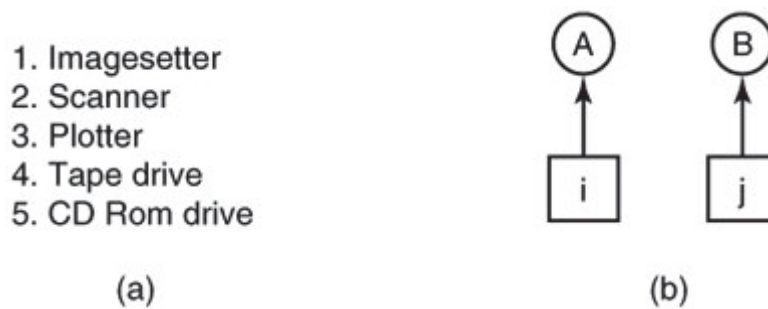 1. Imagesetter
2. Scanner
3. Plotter
4. Tape drive
5. CD Rom drive
(a)
A B
i j
(b)